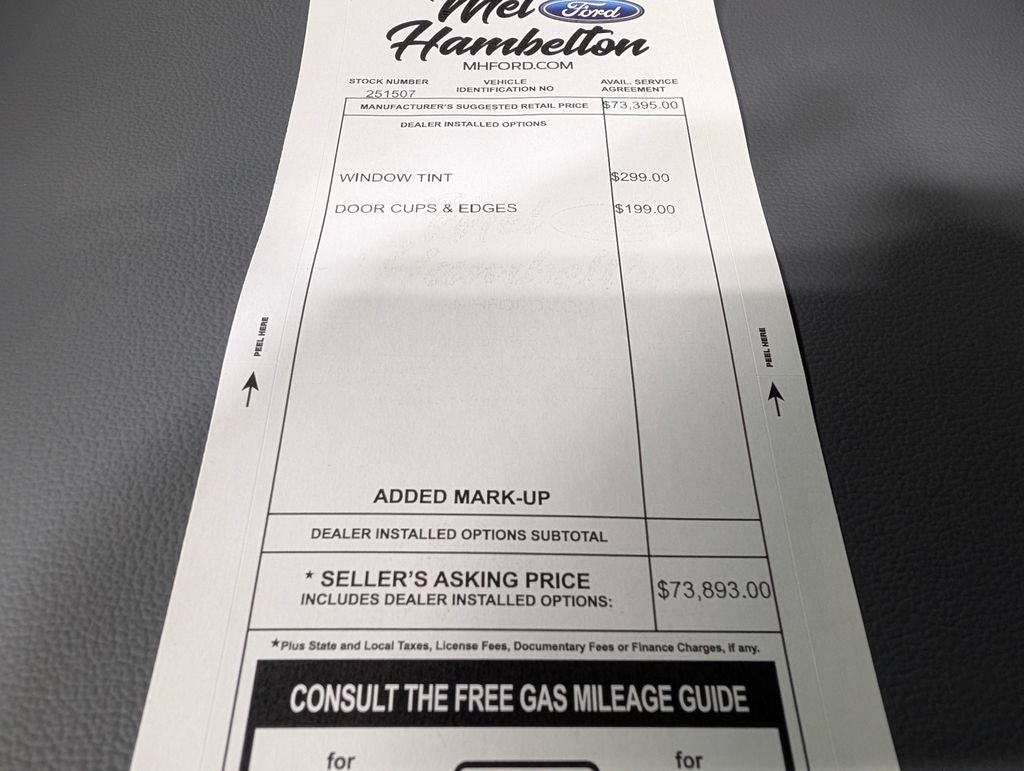 Mel Ford
Hambelton
MHFORD.COM
STOCK NUMBER VEHICLE IDENTIFICATION NO AVAIL. SERVICE AGREEMENT
251507
MANUFACTURER'S SUGGESTED RETAIL PRICE $73,395.00
DEALER INSTALLED OPTIONS
WINDOW TINT $299.00
DOOR CUPS & EDGES $199.00
PEEL HERE
PEEL HERE
ADDED MARK-UP
DEALER INSTALLED OPTIONS SUBTOTAL
* SELLER'S ASKING PRICE
INCLUDES DEALER INSTALLED OPTIONS: $73,893.00
*Plus State and Local Taxes, License Fees, Documentary Fees or Finance Charges, if any.
CONSULT THE FREE GAS MILEAGE GUIDE
for for